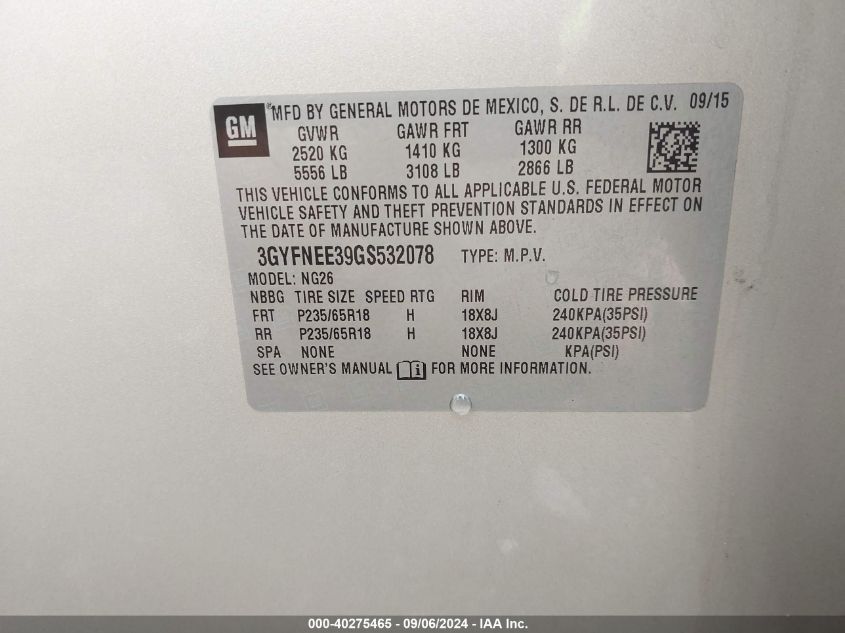 GM
® MFD BY GENERAL MOTORS DE MEXICO, S. DE R.L. DE C.V. 09/15
GVWR GAWR FRT GAWR RR
2520 KG 1410 KG 1300 KG
5556 LB 3108 LB 2866 LB
THIS VEHICLE CONFORMS TO ALL APPLICABLE U.S. FEDERAL MOTOR
VEHICLE SAFETY AND THEFT PREVENTION STANDARDS IN EFFECT ON
THE DATE OF MANUFACTURE SHOWN ABOVE.
3GYFNEE39GS532078 TYPE: M.P.V.
MODEL: NG26
NBBG TIRE SIZE SPEED RTG RIM COLD TIRE PRESSURE
FRT P235/65R18 H 18X8J 240KPA(35PSI)
RR P235/65R18 H 18X8J 240KPA(35PSI)
SPA NONE NONE KPA(PSI)
SEE OWNER'S MANUAL FOR MORE INFORMATION.
000-40275465 - 09/06/2024 - IAA Inc.